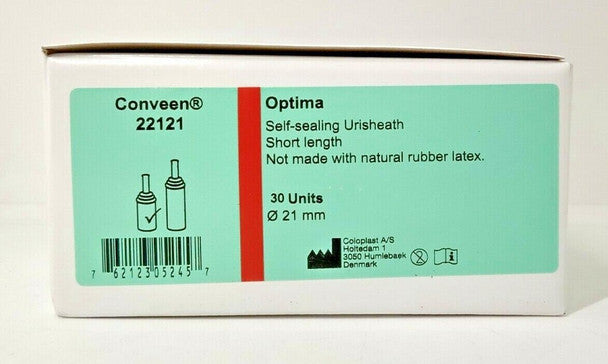 Conveen®
22121
Optima
Self-sealing Urisheath
Short length
Not made with natural rubber latex.
30 Units
Ø 21 mm
Coloplast A/S
Holtedam 1
3050 Humlebaek
Denmark
7 62123 05245 7